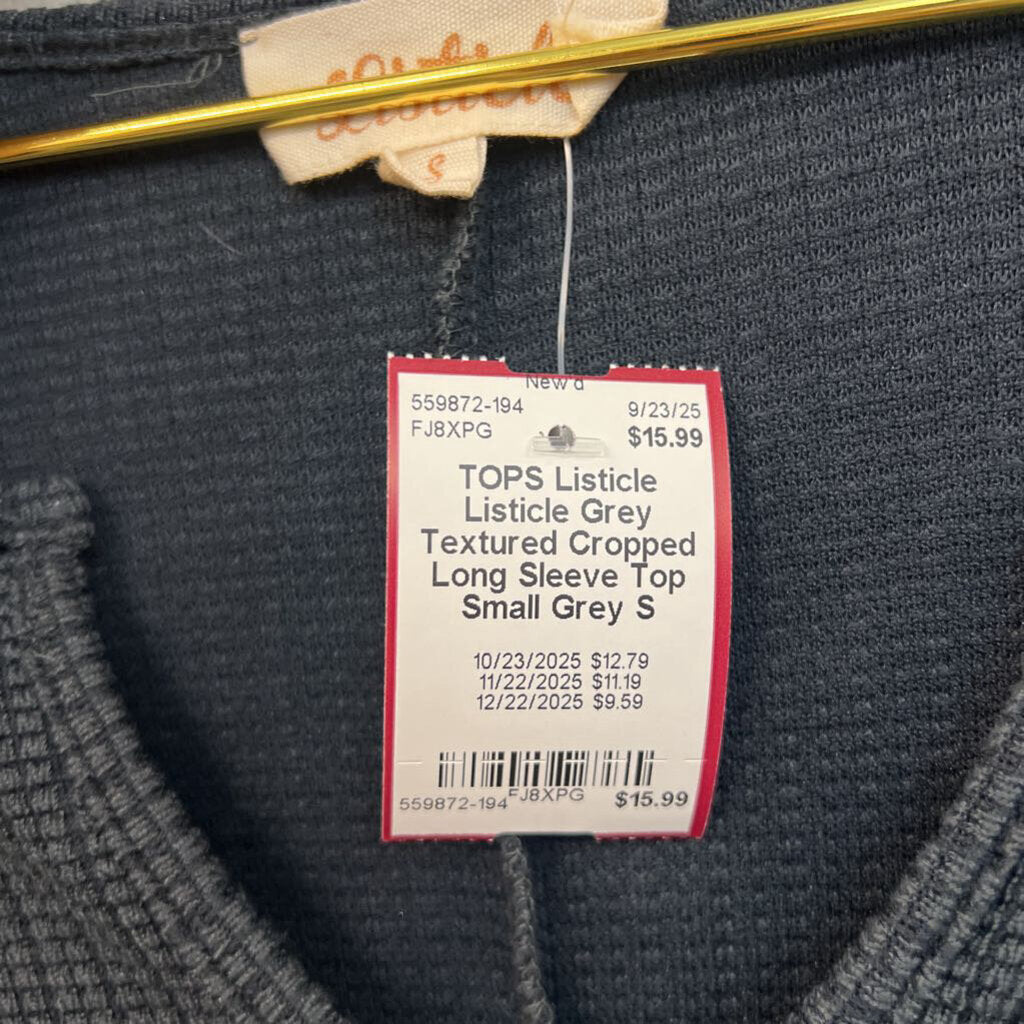 Listicle
S
New d
559872-194 9/23/25
FJ8XPG $15.99
TOPS Listicle
Listicle Grey
Textured Cropped
Long Sleeve Top
Small Grey S
10/23/2025 $12.79
11/22/2025 $11.19
12/22/2025 $9.59
559872-194 FJ8XPG $15.99